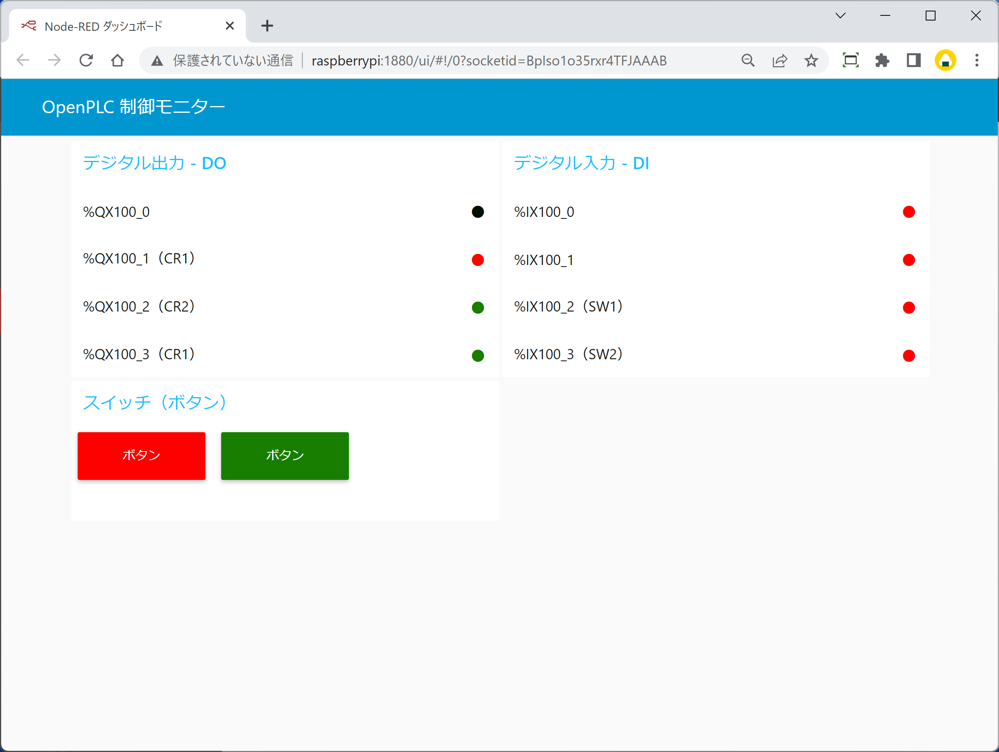 Node-RED ダッシュボード
保護されていない通信
raspberrypi:1880/ui/#!/0?socketid=BpIso1o35rxr4TFJAAAB
OpenPLC 制御モニター
デジタル出力 - DO
%QX100_0
%QX100_1（CR1）
%QX100_2（CR2）
%QX100_3（CR1）
デジタル入力 - DI
%IX100_0
%IX100_1
%IX100_2（SW1）
%IX100_3（SW2）
スイッチ（ボタン）
ボタン
ボタン